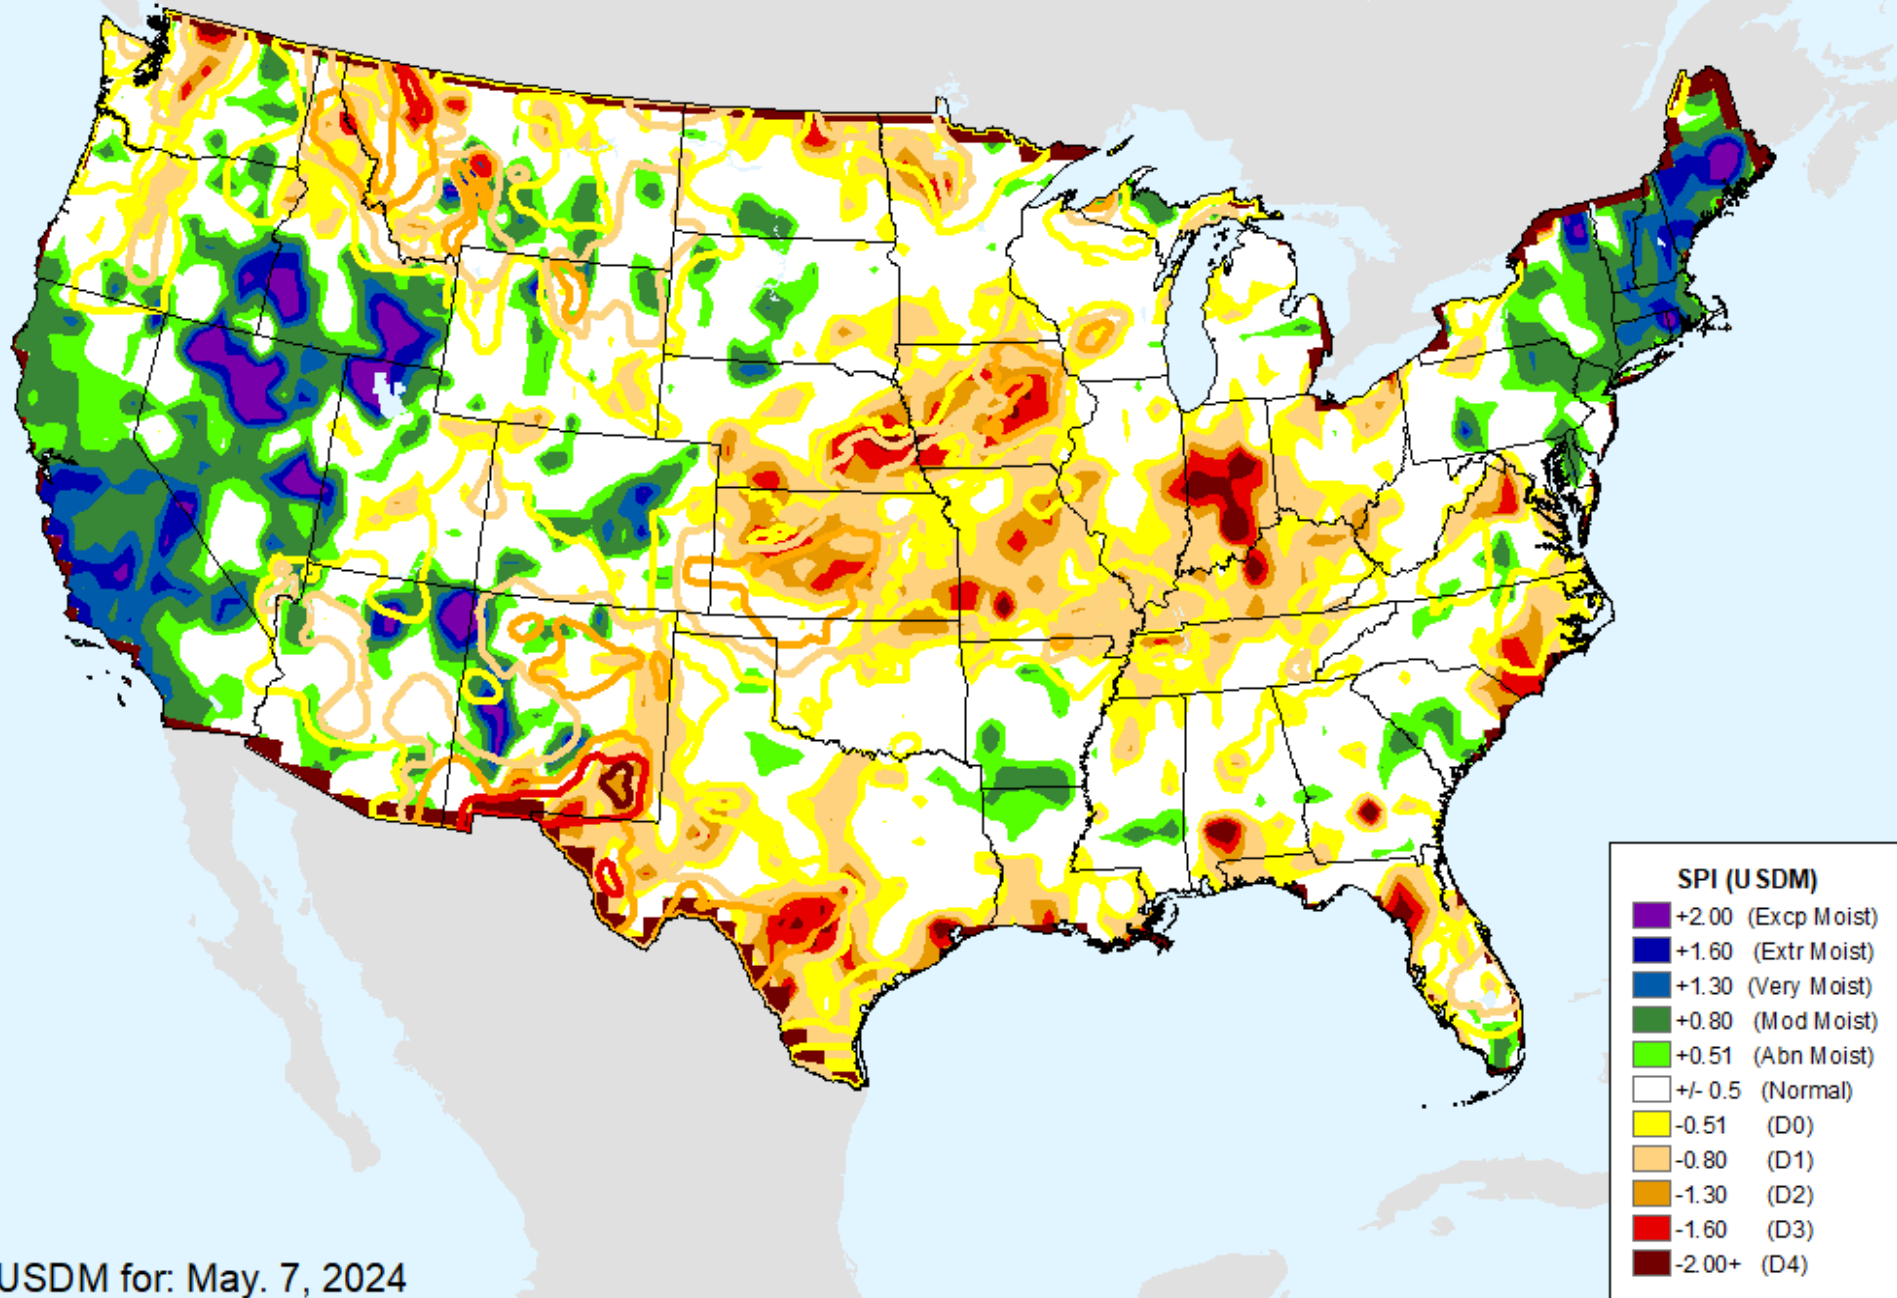 SPI (USDM)
+2.00 (Excp Moist)
+1.60 (Extr Moist)
+1.30 (Very Moist)
+0.80 (Mod Moist)
+0.51 (Abn Moist)
+/- 0.5 (Normal)
-0.51 (D0)
-0.80 (D1)
-1.30 (D2)
-1.60 (D3)
-2.00+ (D4)
USDM for: May. 7, 2024